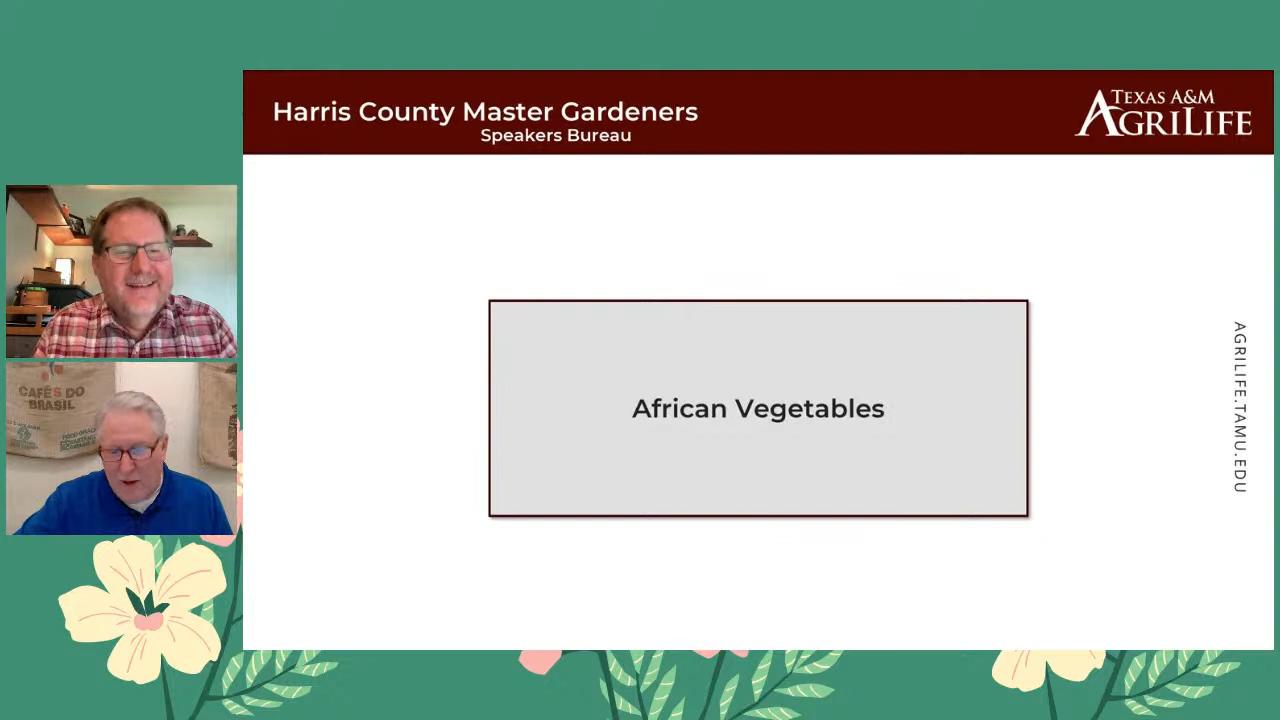 Harris County Master Gardeners
Speakers Bureau
TEXAS A&M
AGRILIFE
African Vegetables
AGRILIFE.TAMU.EDU
CAFÉS DO
BRASIL